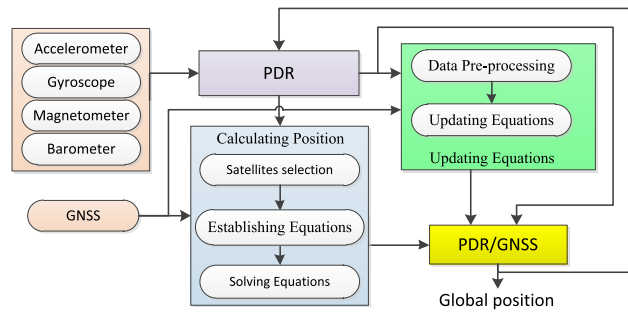 Accelerometer
Gyroscope
Magnetometer
Barometer
GNSS
PDR
Calculating Position
Satellites selection
Establishing Equations
Solving Equations
Data Pre-processing
Updating Equations
Updating Equations
PDR/GNSS
Global position